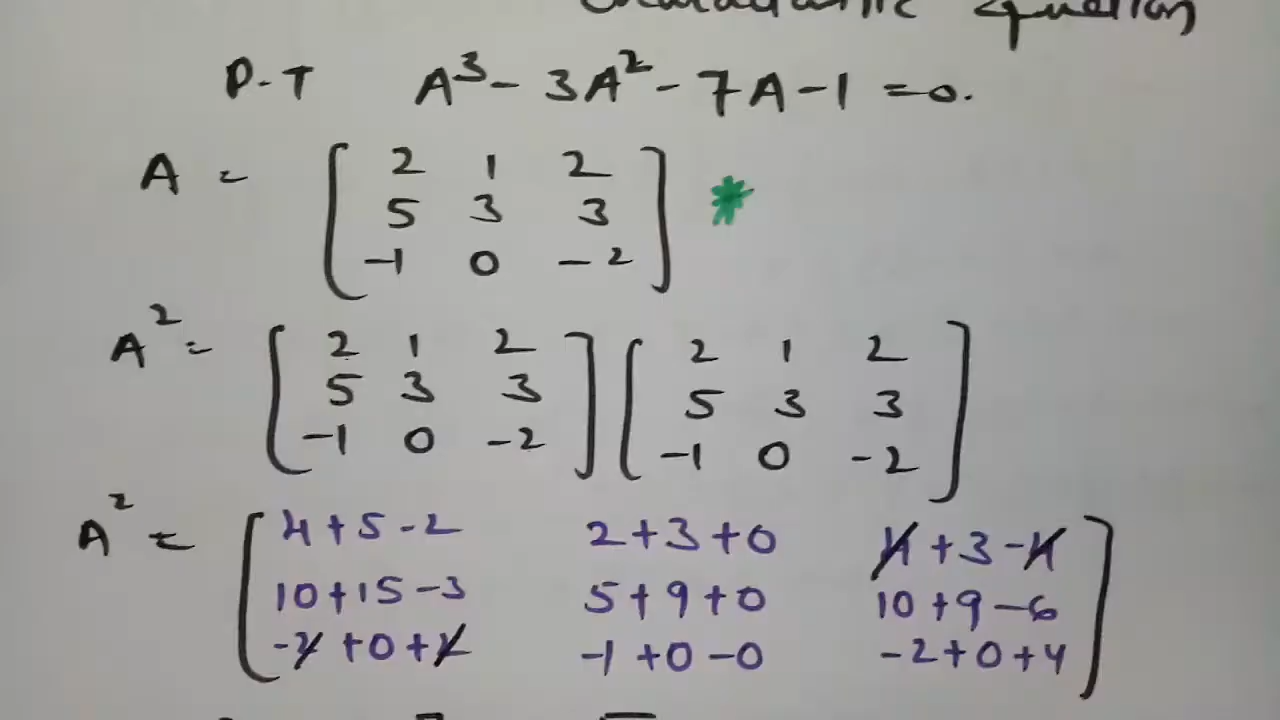 equation
P.T A³ - 3A² - 7A - 1 = 0.
A = [2 1 2
5 3 3
-1 0 -2] *
A² = [2 1 2
5 3 3
-1 0 -2] [2 1 2
5 3 3
-1 0 -2]
A² = [4+5-2 2+3+0 4+3-4
10+15-3 5+9+0 10+9-6
-2+0+2 -1+0-0 -2+0+4]